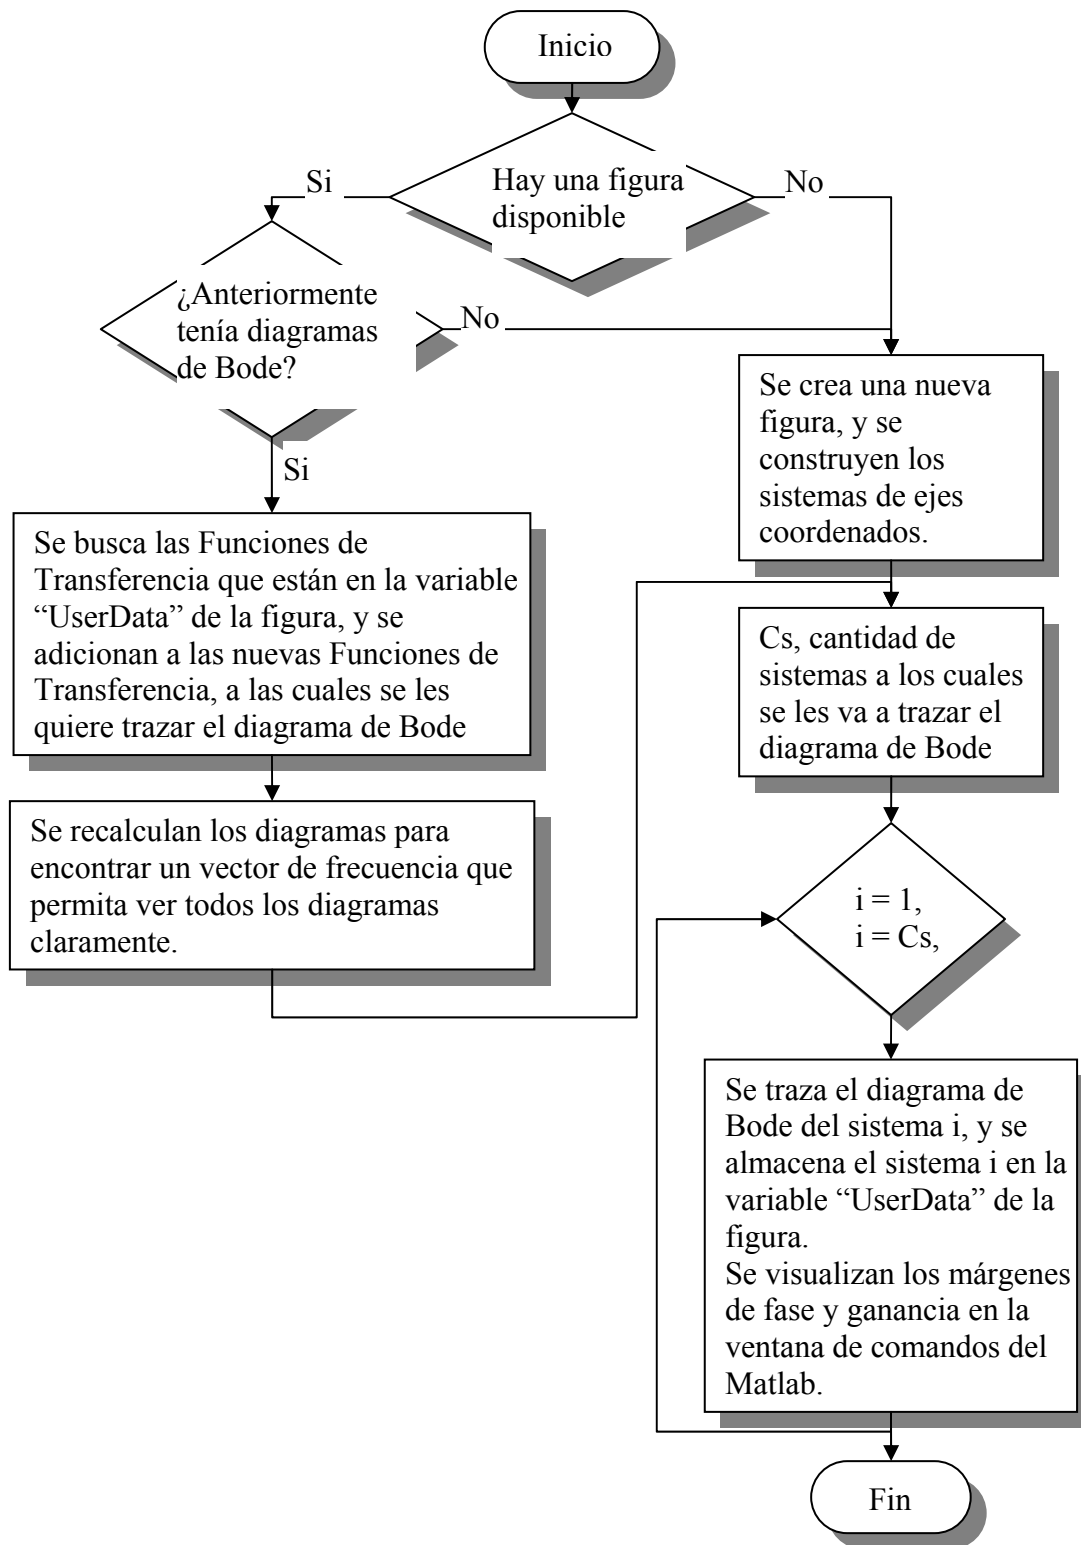 Inicio
Hay una figura
disponible
Si
No
¿Anteriormente
tenía diagramas
de Bode?
No
Si
Se crea una nueva
figura, y se
construyen los
sistemas de ejes
coordenados.
Se busca las Funciones de
Transferencia que están en la variable
“UserData” de la figura, y se
adicionan a las nuevas Funciones de
Transferencia, a las cuales se les
quiere trazar el diagrama de Bode
Se recalculan los diagramas para
encontrar un vector de frecuencia que
permita ver todos los diagramas
claramente.
Cs, cantidad de
sistemas a los cuales
se les va a trazar el
diagrama de Bode
i = 1,
i = Cs,
Se traza el diagrama de
Bode del sistema i, y se
almacena el sistema i en la
variable “UserData” de la
figura.
Se visualizan los márgenes
de fase y ganancia en la
ventana de comandos del
Matlab.
Fin